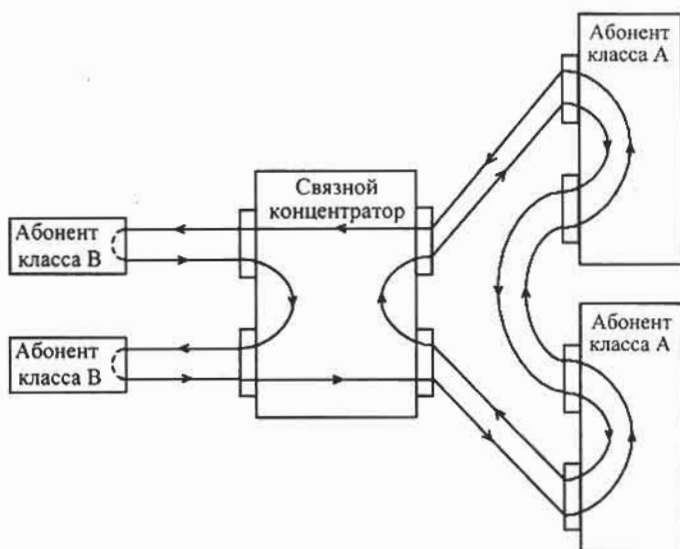 Абонент
класса А
Связной
концентратор
Абонент
класса В
Абонент
класса В
Абонент
класса А